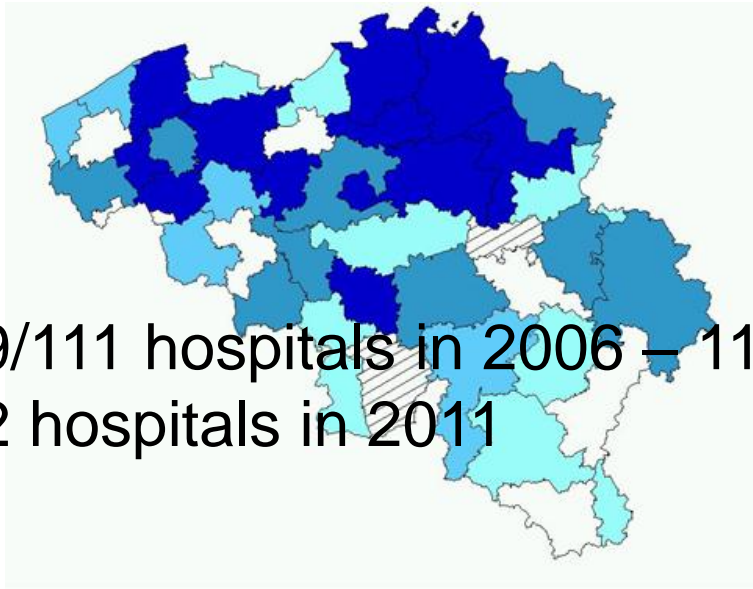 9/111 hospitals in 2006 – 11
2 hospitals in 2011